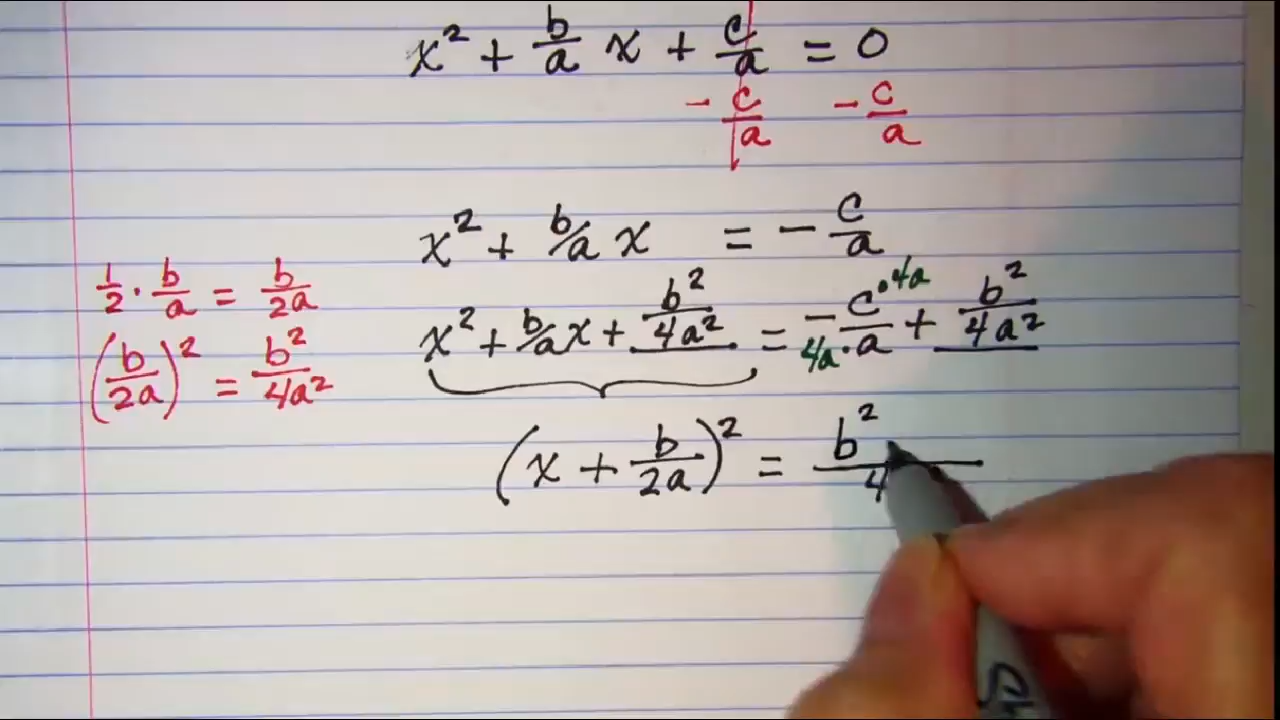 x² + b/a x + c/a = 0
- c/a - c/a
x² + b/a x = - c/a
1/2 · b/a = b/2a
x² + b/a x + b²/4a² = - c·4a/4a·a + b²/4a²
(b/2a)² = b²/4a²
(x + b/2a)² = b²/4